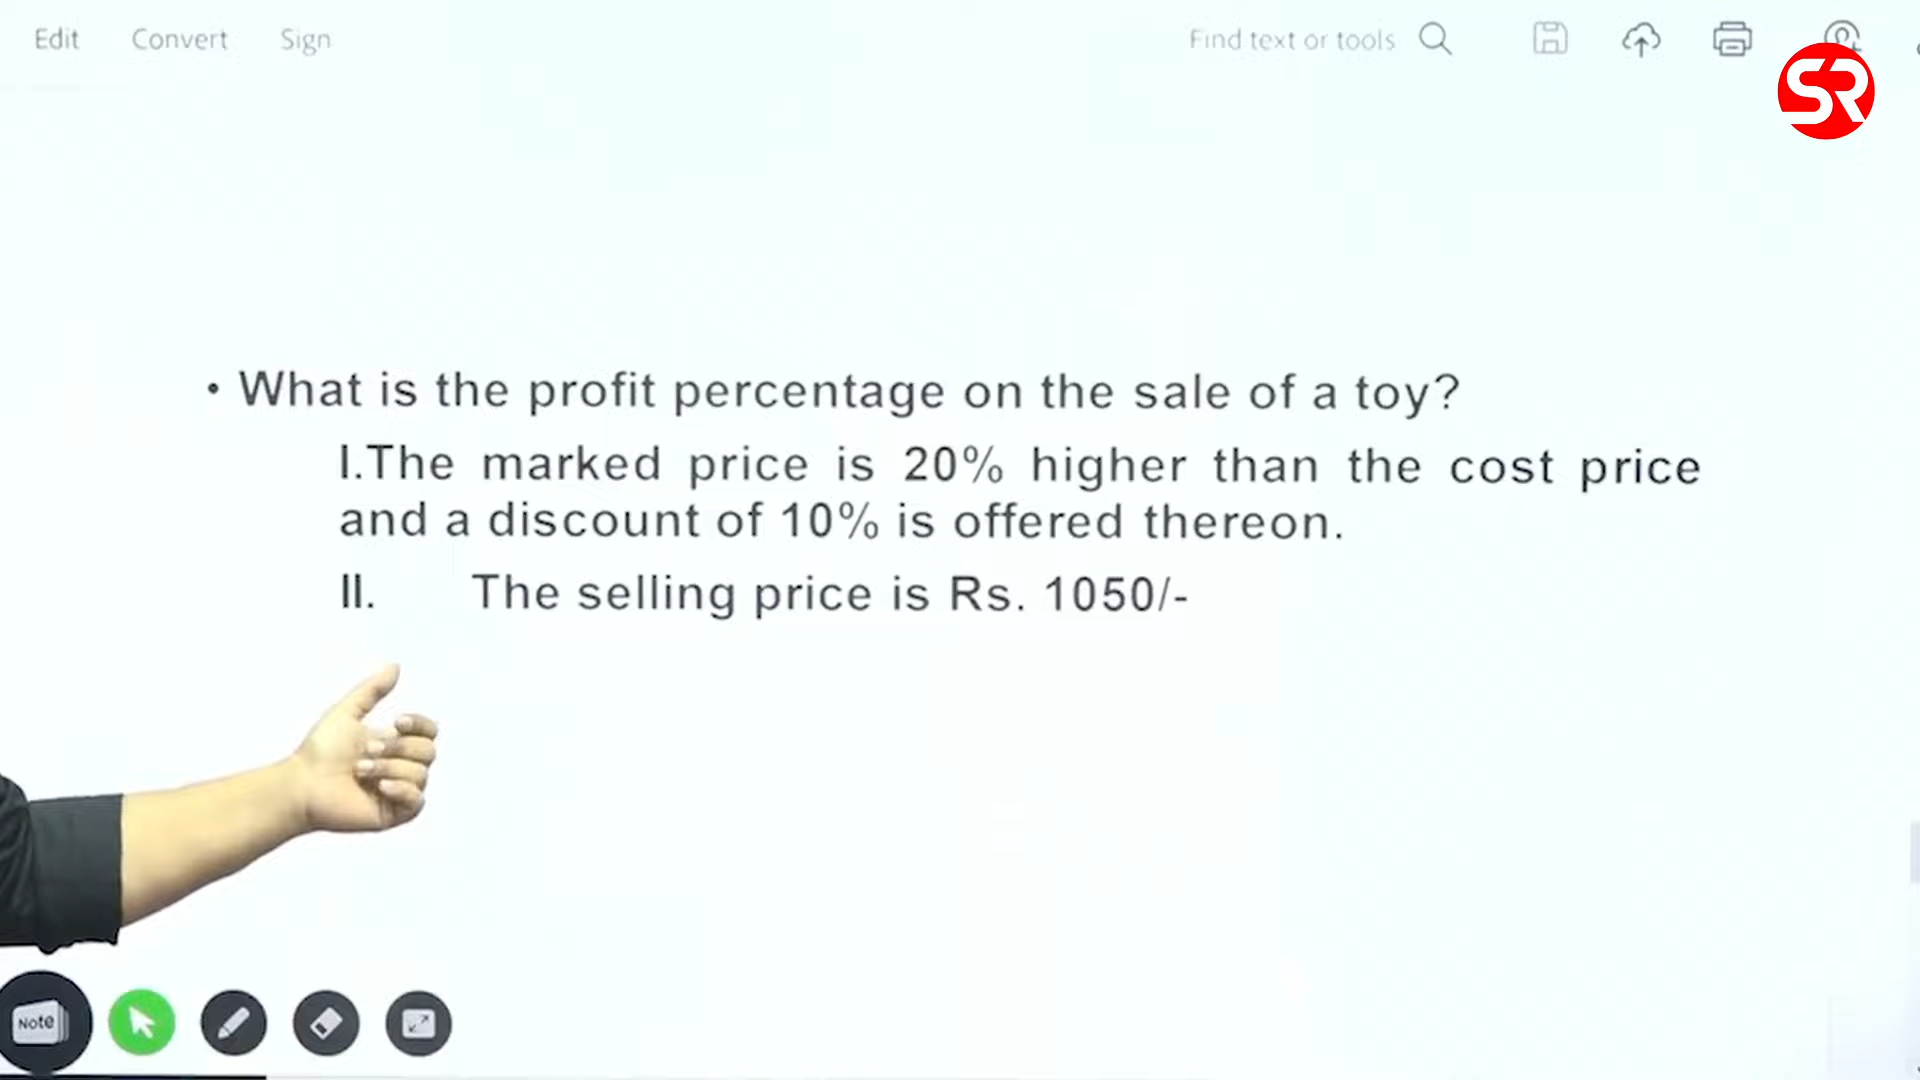 Edit Convert Sign Find text or tools
SR
• What is the profit percentage on the sale of a toy?
I.The marked price is 20% higher than the cost price
and a discount of 10% is offered thereon.
II. The selling price is Rs. 1050/-
Note